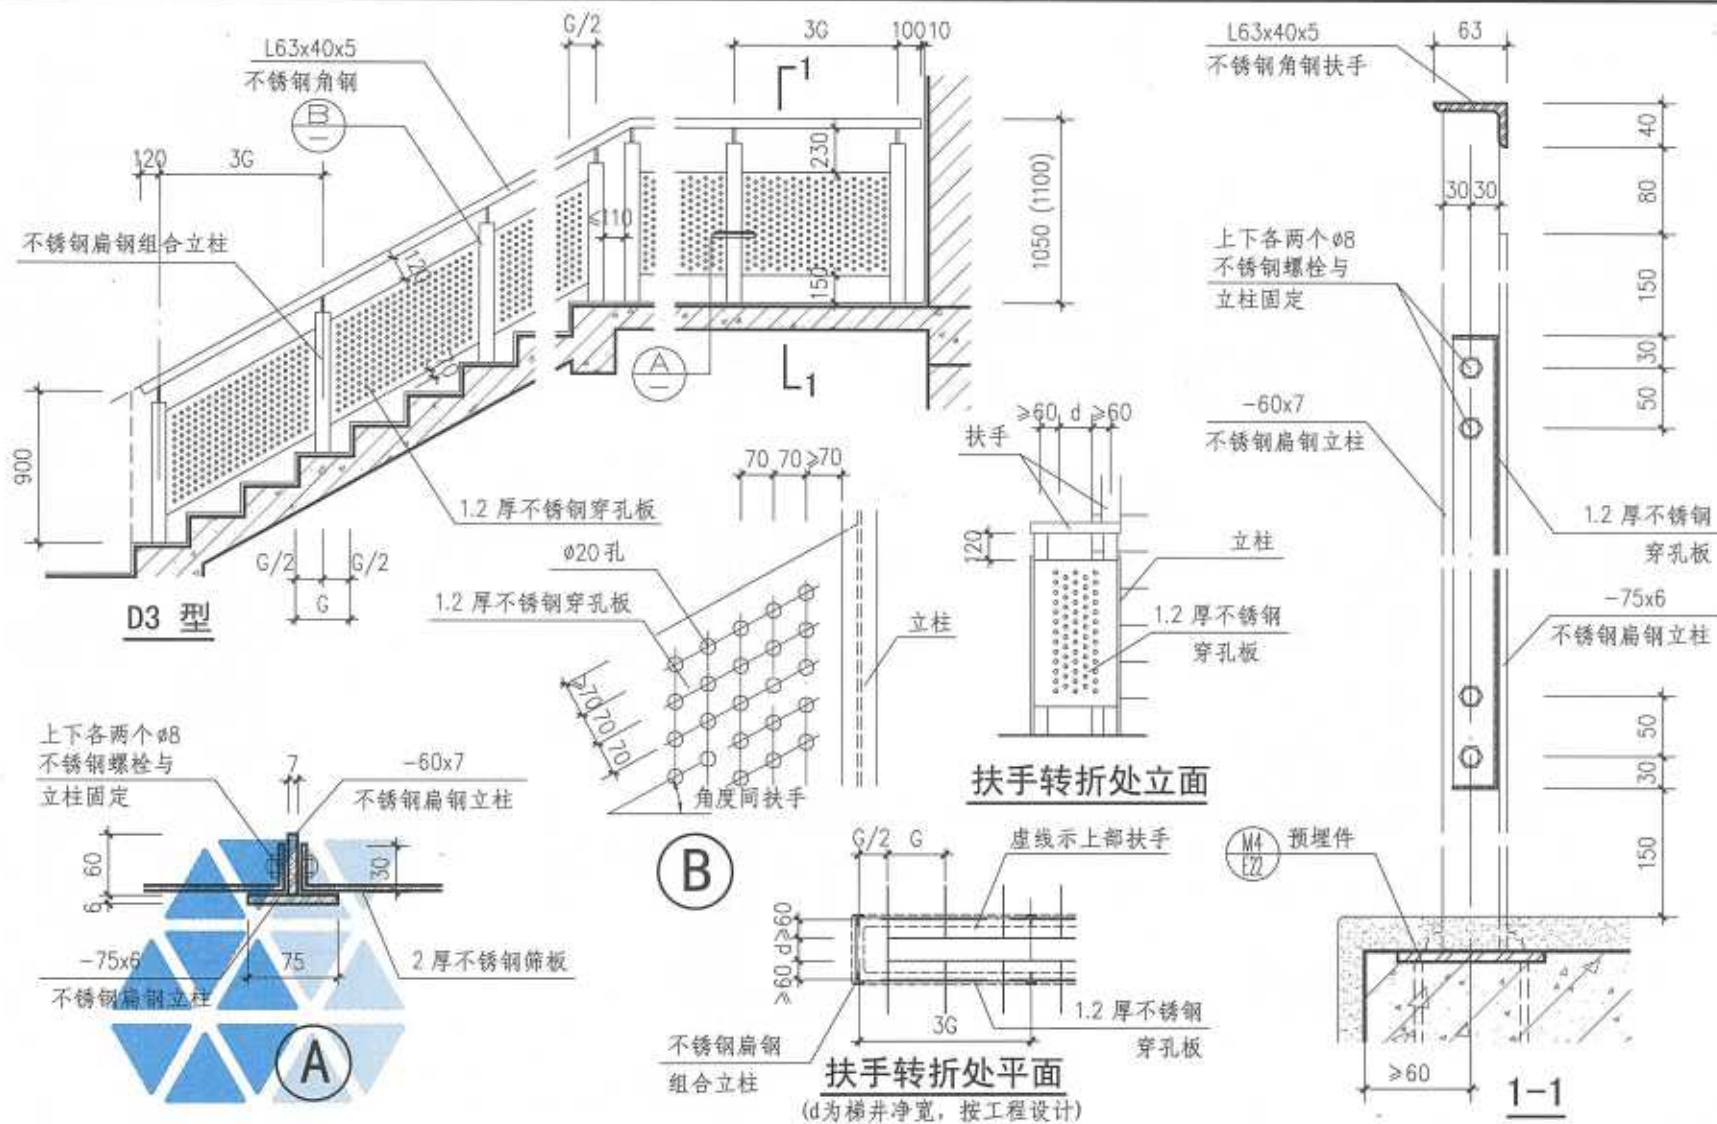 G/2
3G
100
10
L63x40x5
不锈钢角钢
B
1
120
3G
230
1050 (1100)
≤110
不锈钢扁钢组合立柱
120
150
A
1
900
1.2 厚不锈钢穿孔板
G/2
G/2
G
D3 型
70
70
≥70
ø20 孔
1.2 厚不锈钢穿孔板
立柱
≥70
70
70
角度同扶手
B
≥60
d
≥60
扶手
120
立柱
1.2 厚不锈钢
穿孔板
扶手转折处立面
上下各两个ø8
不锈钢螺栓与
立柱固定
7
-60x7
不锈钢扁钢立柱
60
30
6
-75x6
不锈钢扁钢立柱
75
2 厚不锈钢筛板
A
G/2
G
虚线示上部扶手
≥60
d
≥60
3G
1.2 厚不锈钢
穿孔板
不锈钢扁钢
组合立柱
扶手转折处平面
(d为梯井净宽，按工程设计)
L63x40x5
不锈钢角钢扶手
63
40
30
30
80
上下各两个ø8
不锈钢螺栓与
立柱固定
150
30
50
-60x7
不锈钢扁钢立柱
1.2 厚不锈钢
穿孔板
-75x6
不锈钢扁钢立柱
50
30
M4
E22
预埋件
150
≥60
1-1